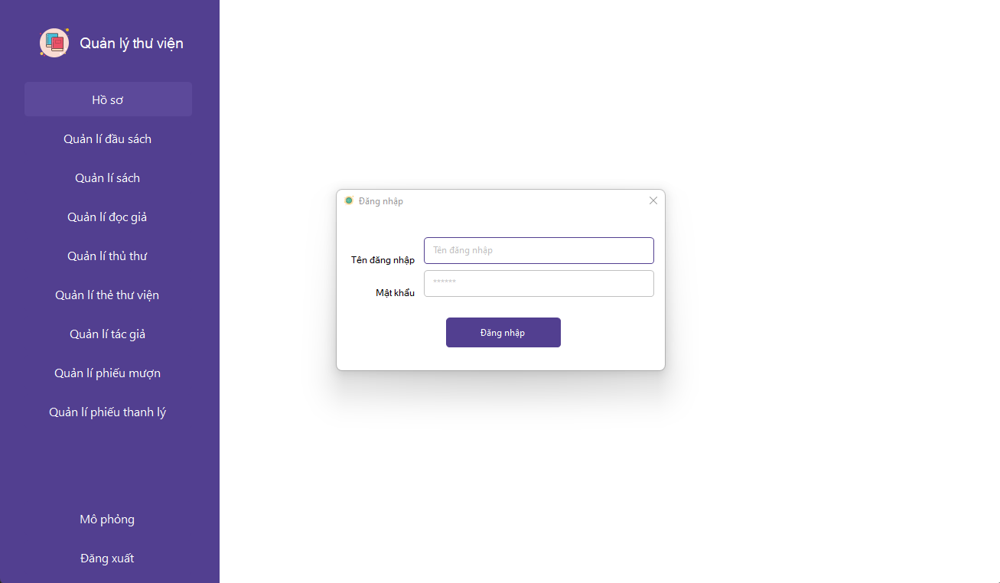 Quản lý thư viện
Hồ sơ
Quản lí đầu sách
Quản lí sách
Quản lí đọc giả
Quản lí thủ thư
Quản lí thẻ thư viện
Quản lí tác giả
Quản lí phiếu mượn
Quản lí phiếu thanh lý
Mô phỏng
Đăng xuất
Đăng nhập
Tên đăng nhập
Tên đăng nhập
Mật khẩu
******
Đăng nhập